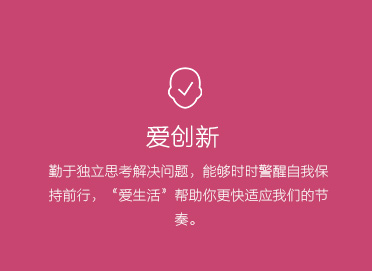 爱创新
勤于独立思考解决问题，能够时时警醒自我保
持前行，“爱生活”帮助你更快适应我们的节
奏。